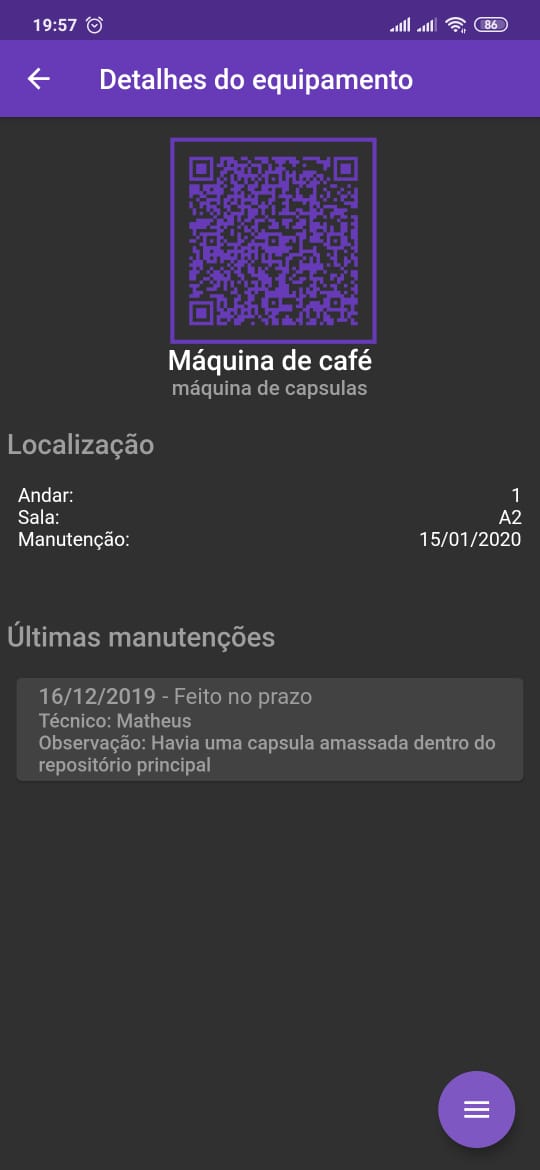 19:57
86
Detalhes do equipamento
Máquina de café
máquina de capsulas
Localização
Andar: 1
Sala: A2
Manutenção: 15/01/2020
Últimas manutenções
16/12/2019 - Feito no prazo
Técnico: Matheus
Observação: Havia uma capsula amassada dentro do
repositório principal